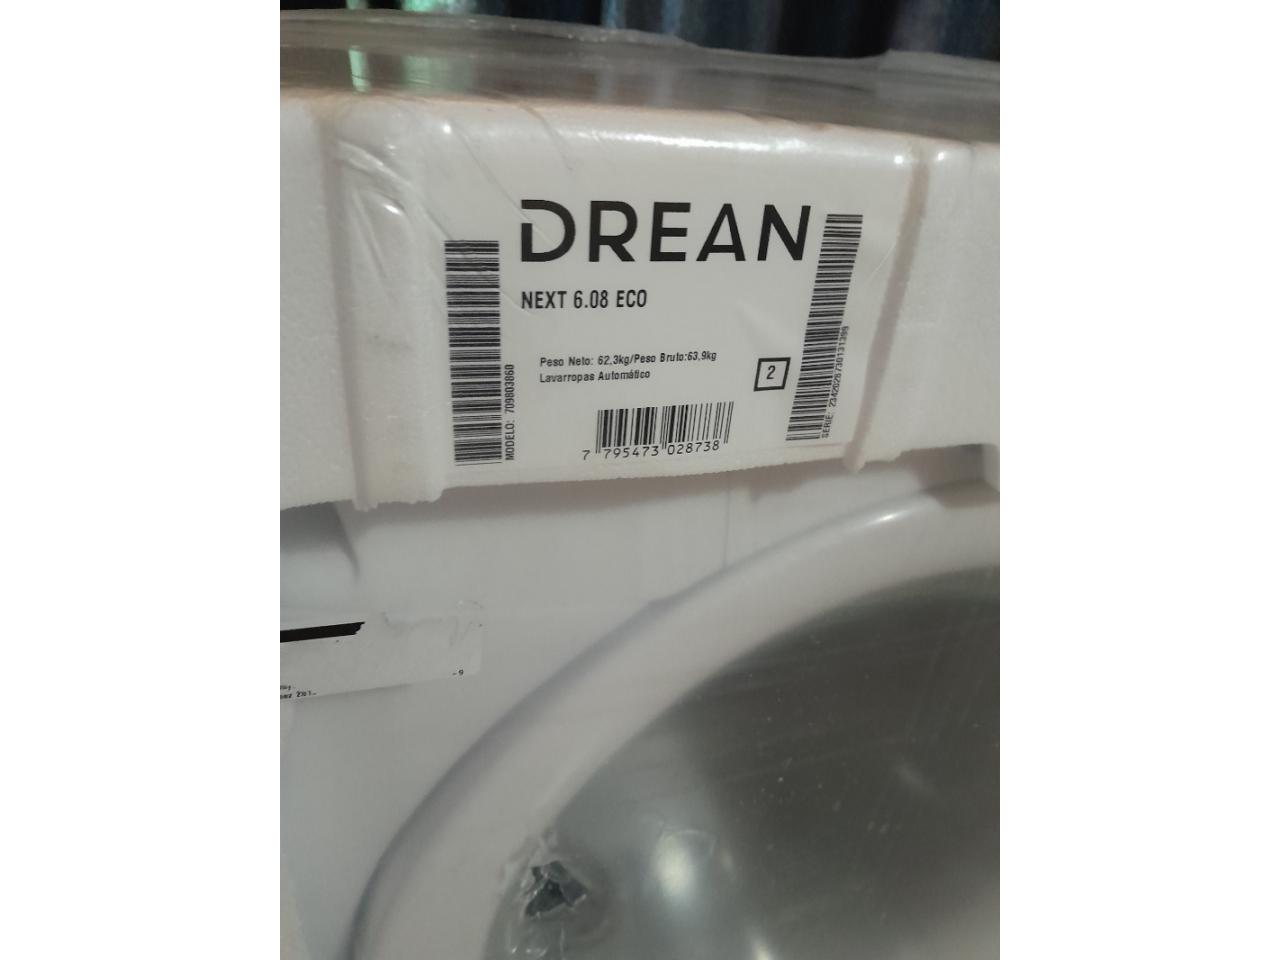 DREAN
NEXT 6.08 ECO
Peso Neto: 62,3kg/Peso Bruto:63,9kg
Lavarropas Automático
2
MODELO: 709803860
7 795473 028738